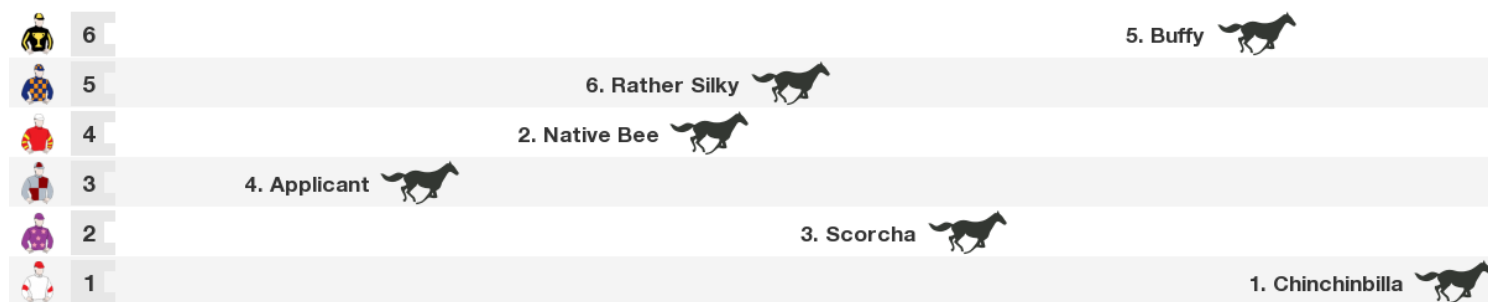 6 5. Buffy
5 6. Rather Silky
4 2. Native Bee
3 4. Applicant
2 3. Scorcha
1 1. Chinchinbilla